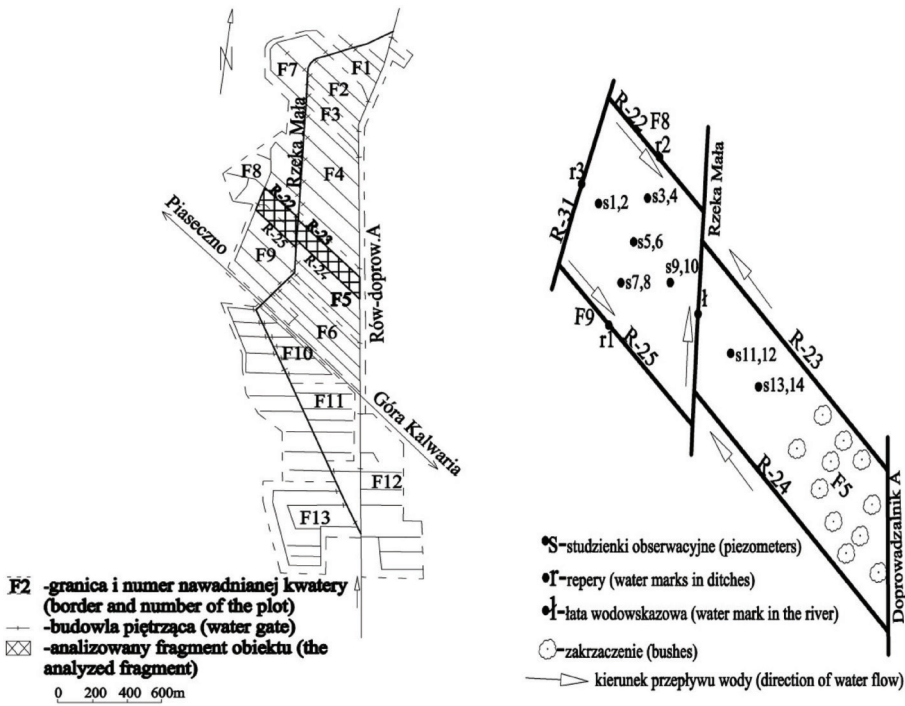 N
F7
F1
F2
F3
Rzeka Mała
F4
F8
R-22
R-23
R-25
R-24
Piaseczno
F9
F5
Rów-doprow.A
F6
F10
F11
Góra Kalwaria
F12
F13
F2 -granica i numer nawadnianej kwatery
(border and number of the plot)
-budowla piętrząca (water gate)
-analizowany fragment obiektu (the
analyzed fragment)
0 200 400 600m
R-22
F8
r2
r3
Rzeka Mała
s1,2
s3,4
R-31
s5,6
s7,8
s9,10
ł
F9
r1
R-25
R-23
s11,12
s13,14
R-24
F5
Doprowadzalnik A
S-studzienki obserwacyjne (piezometers)
r-repery (water marks in ditches)
ł-łata wodowskazowa (water mark in the river)
-zakrzaczenie (bushes)
kierunek przepływu wody (direction of water flow)